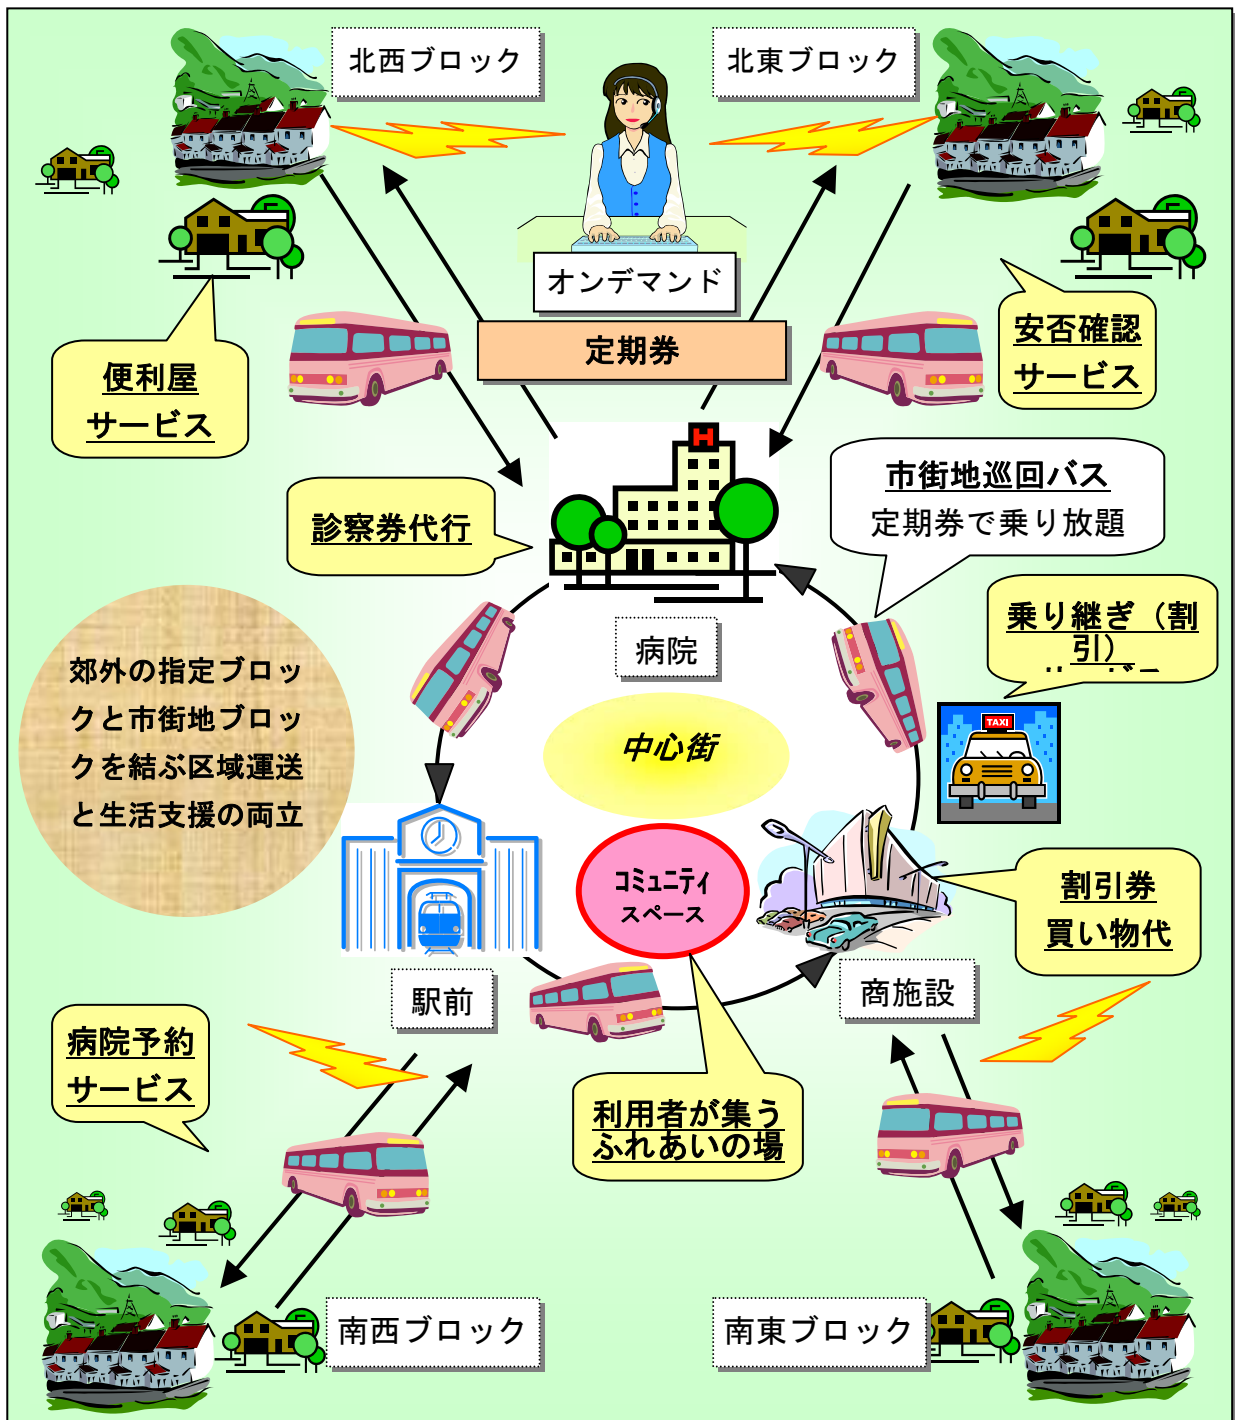 北西ブロック
北東ブロック
オンデマンド
定期券
便利屋
サービス
安否確認
サービス
診察券代行
市街地巡回バス
定期券で乗り放題
H
病院
乗り継ぎ（割
引）
TAXI
郊外の指定ブロッ
クと市街地ブロッ
クを結ぶ区域運送
と生活支援の両立
中心街
コミュニティ
スペース
割引券
買い物代
駅前
商施設
病院予約
サービス
利用者が集う
ふれあいの場
南西ブロック
南東ブロック